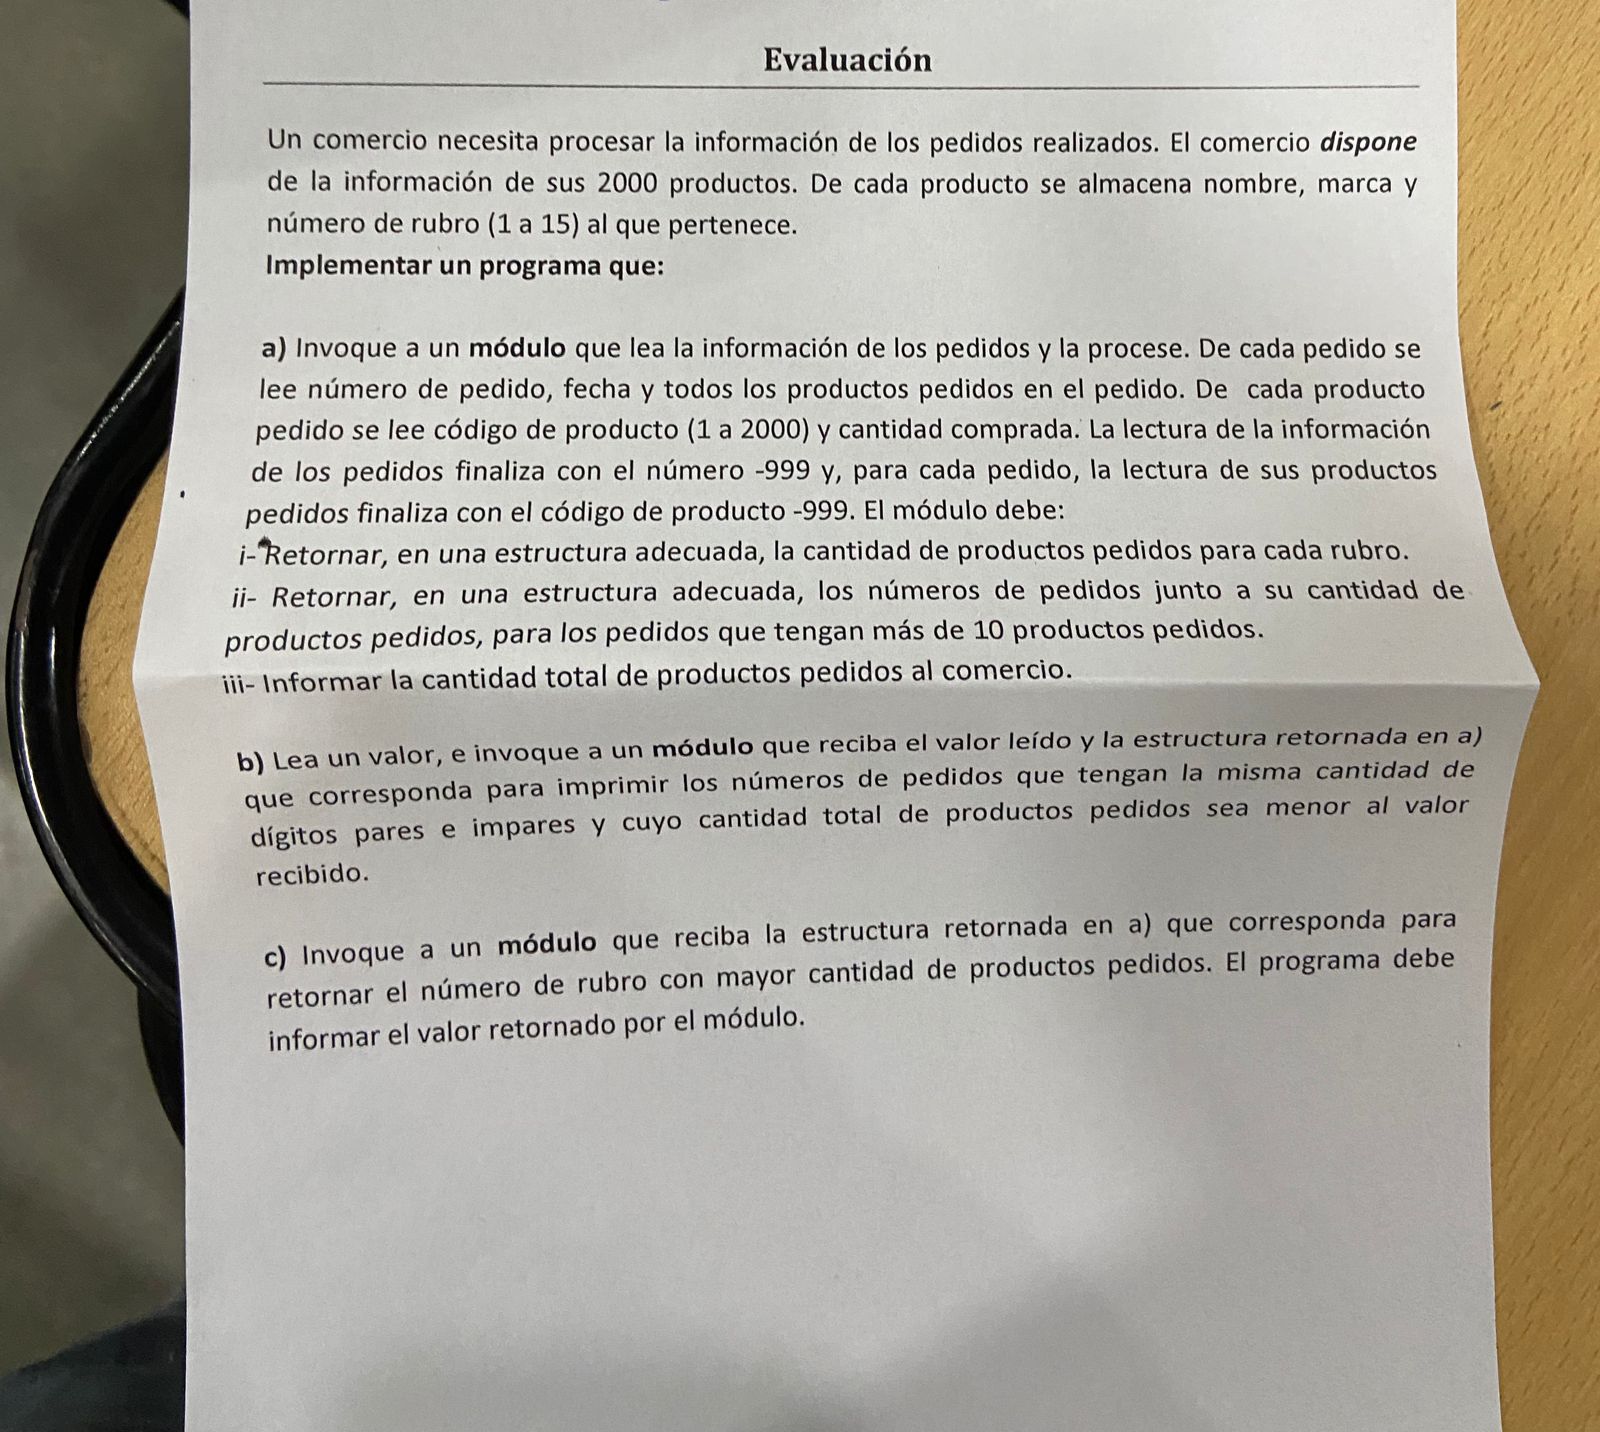 Evaluación
Un comercio necesita procesar la información de los pedidos realizados. El comercio dispone
de la información de sus 2000 productos. De cada producto se almacena nombre, marca y
número de rubro (1 a 15) al que pertenece.
Implementar un programa que:
a) Invoque a un módulo que lea la información de los pedidos y la procese. De cada pedido se
lee número de pedido, fecha y todos los productos pedidos en el pedido. De cada producto
pedido se lee código de producto (1 a 2000) y cantidad comprada. La lectura de la información
de los pedidos finaliza con el número -999 y, para cada pedido, la lectura de sus productos
pedidos finaliza con el código de producto -999. El módulo debe:
i- Retornar, en una estructura adecuada, la cantidad de productos pedidos para cada rubro.
ii- Retornar, en una estructura adecuada, los números de pedidos junto a su cantidad de
productos pedidos, para los pedidos que tengan más de 10 productos pedidos.
iii- Informar la cantidad total de productos pedidos al comercio.
b) Lea un valor, e invoque a un módulo que reciba el valor leído y la estructura retornada en a)
que corresponda para imprimir los números de pedidos que tengan la misma cantidad de
dígitos pares e impares y cuyo cantidad total de productos pedidos sea menor al valor
recibido.
c) Invoque a un módulo que reciba la estructura retornada en a) que corresponda para
retornar el número de rubro con mayor cantidad de productos pedidos. El programa debe
informar el valor retornado por el módulo.